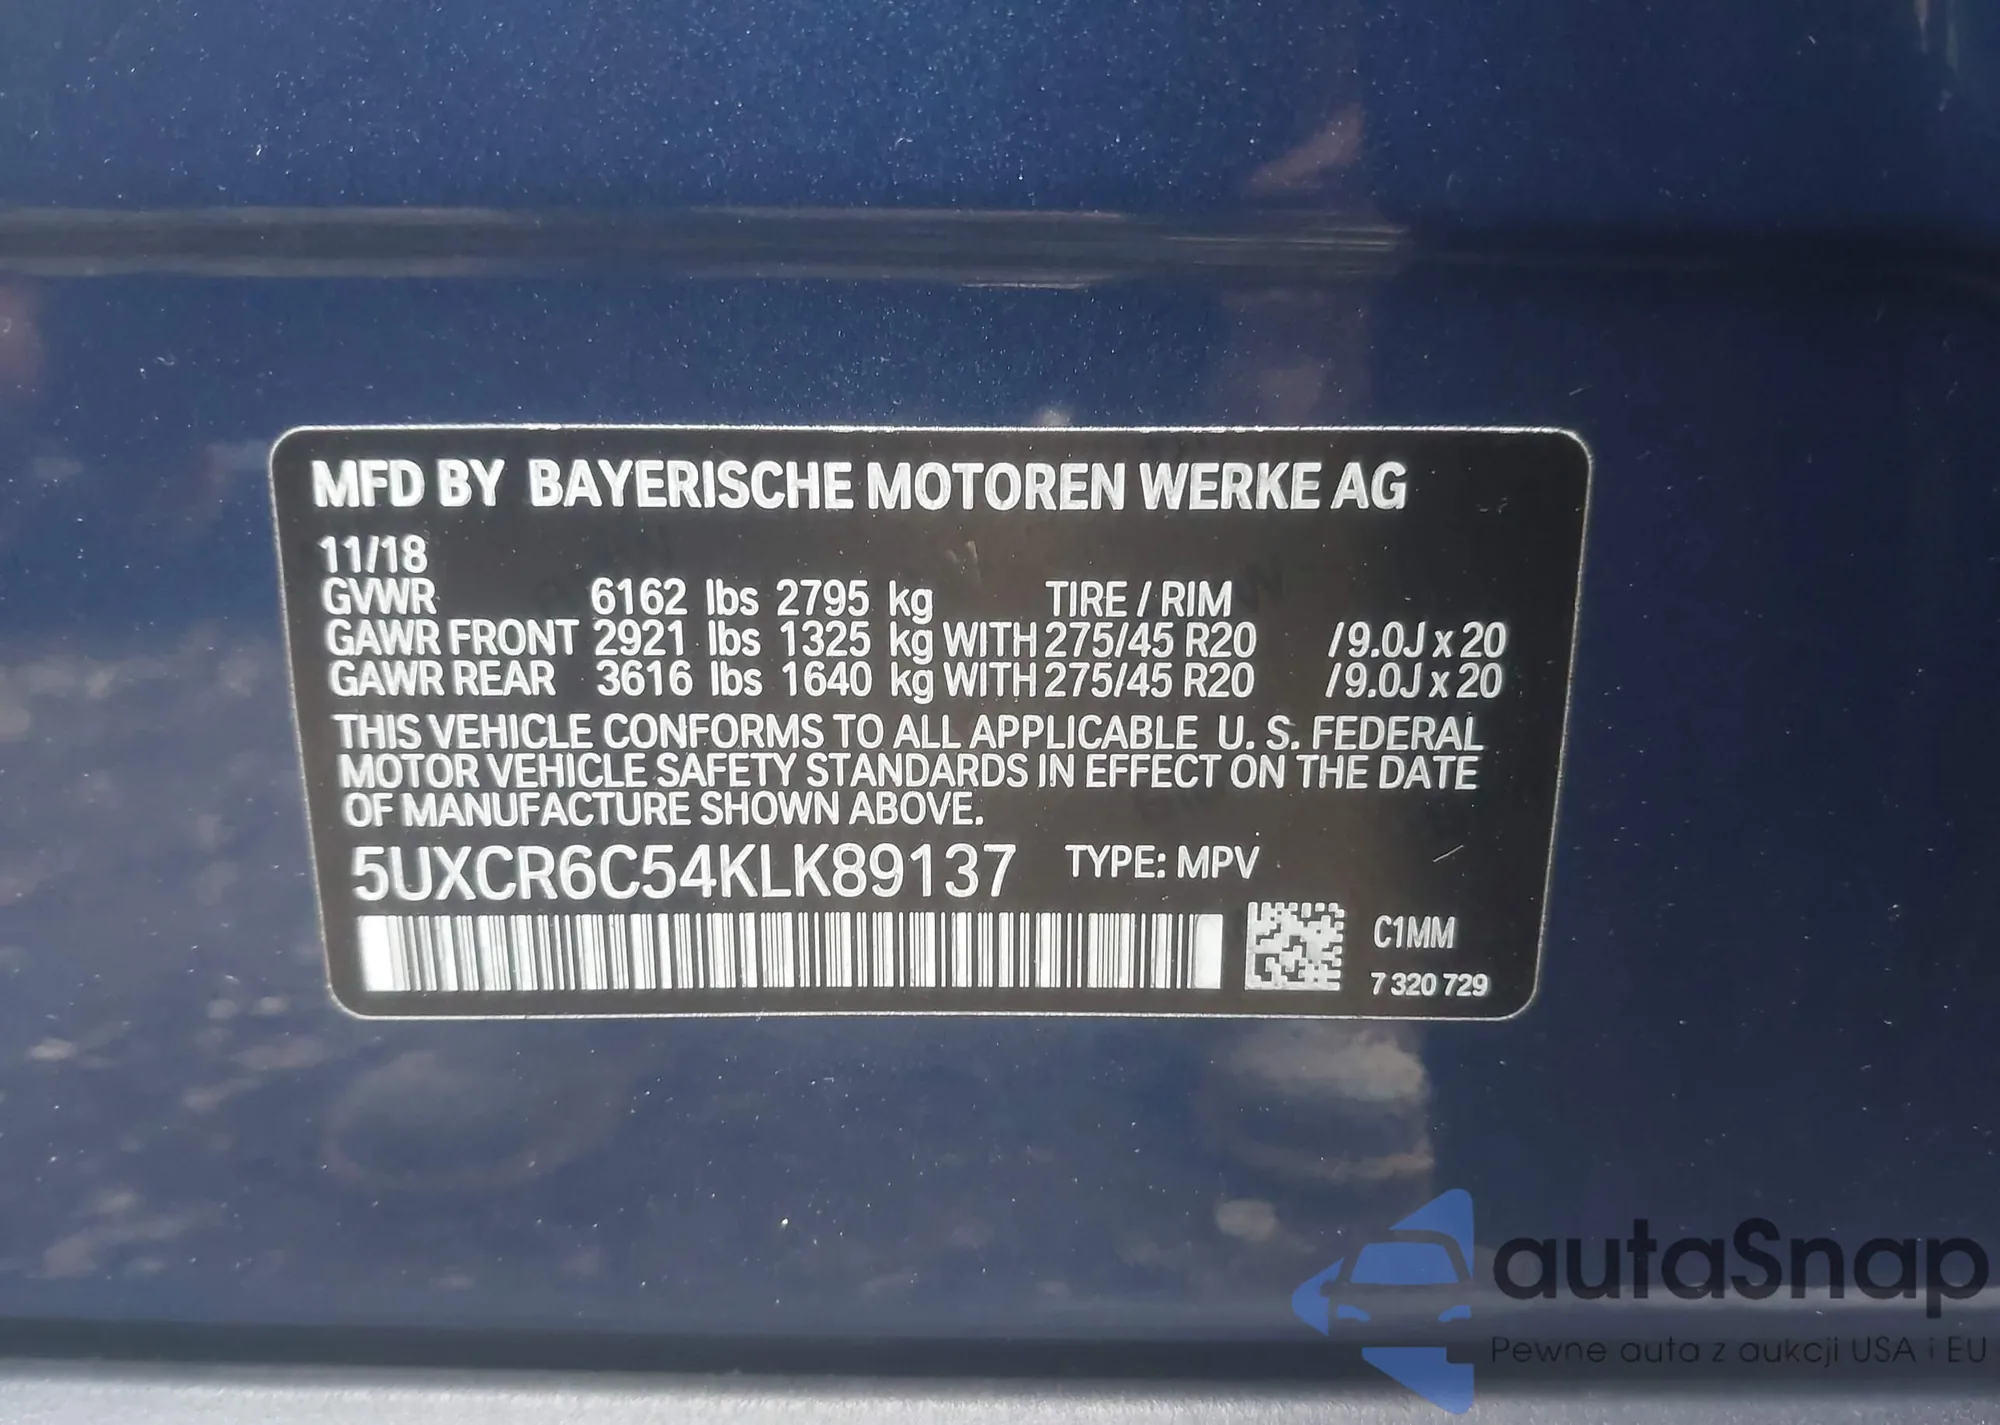 MFD BY BAYERISCHE MOTOREN WERKE AG
11/18
GVWR 6162 lbs 2795 kg TIRE / RIM
GAWR FRONT 2921 lbs 1325 kg WITH 275/45 R20 /9.0J x 20
GAWR REAR 3616 lbs 1640 kg WITH 275/45 R20 /9.0J x 20
THIS VEHICLE CONFORMS TO ALL APPLICABLE U. S. FEDERAL
MOTOR VEHICLE SAFETY STANDARDS IN EFFECT ON THE DATE
OF MANUFACTURE SHOWN ABOVE.
5UXCR6C54KLK89137 TYPE: MPV
C1MM
7 320 729
autaSnap
Pewne auta z aukcji USA i EU